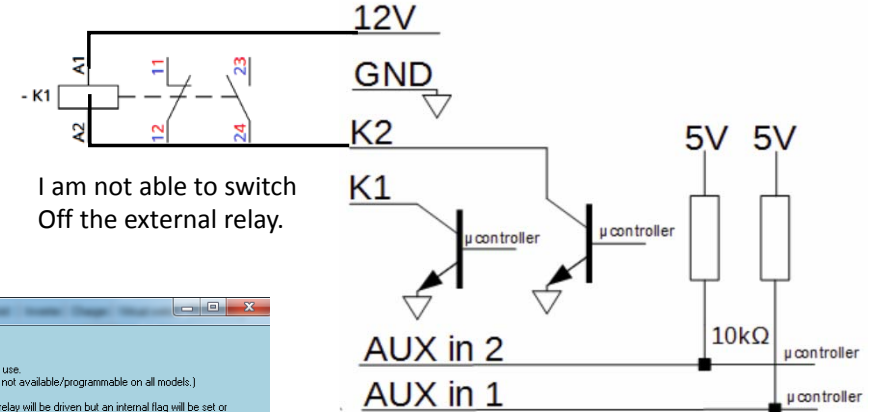 12V
GND
K2
K1
A1
11
23
- K1
A2
12
24
I am not able to switch
Off the external relay.
5V 5V
µ controller
µ controller
10kΩ
AUX in 2
µ controller
AUX in 1
µ controller
use.
not available/programmable on all models.)
elay will be driven but an internal flag will be set or